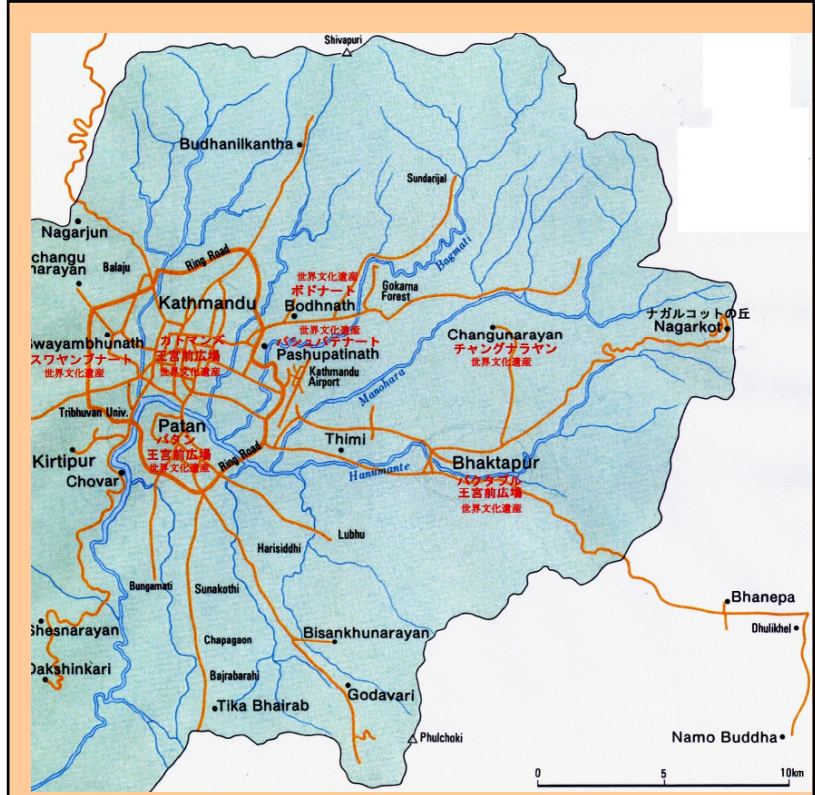 Shivapuri
Budhanilkantha
Sundarijal
Nagarjun
changu
narayan
Balaju
Ring Road
Bagmati
世界文化遺産
ボドナート
Bodhnath
Gokarna
Forest
Kathmandu
ナガルコットの丘
Nagarkot
Swayambhunath
スワヤンブナート
世界文化遺産
カトマンズ
王宮前広場
世界文化遺産
世界文化遺産
パシュパテナート
Pashupatinath
Kathmandu
Airport
Changunarayan
チャングナラヤン
世界文化遺産
Manohara
Tribhuvan Univ.
Patan
パタン
王宮前広場
世界文化遺産
Ring Road
Thimi
Kirtipur
Chovar
Hanumante
Bhaktapur
バクタプル
王宮前広場
世界文化遺産
Lubhu
Harisiddhi
Bungamati
Sunakothi
Bhanepa
Dhulikhel
Shesnarayan
Chapagaon
Bisankhunarayan
Dakshinkari
Bajrabarahi
Godavari
Tika Bhairab
Phulchoki
Namo Buddha
0 5 10km